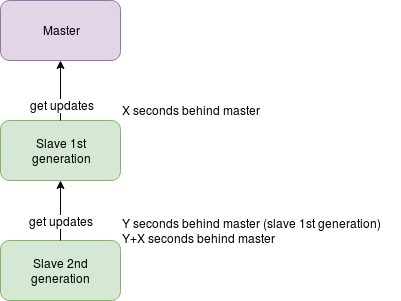 Master
get updates
X seconds behind master
Slave 1st
generation
get updates
Y seconds behind master (slave 1st generation)
Y+X seconds behind master
Slave 2nd
generation